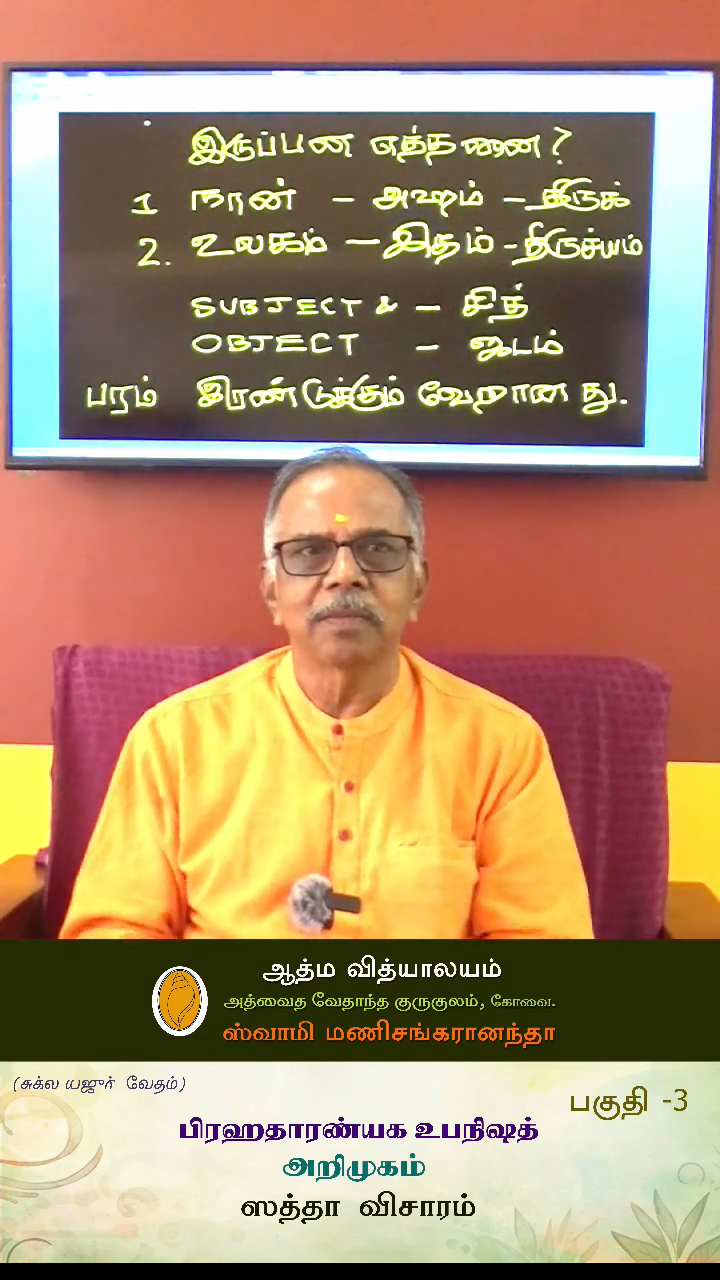 இருப்பன எத்தனை?
1 நான் - அஹம் - திருக்
2. உலகம் - இதம் - திருச்யம்
SUBJECT & - சித்
OBJECT - ஜடம்
பரம் இரண்டுக்கும் வேறானது.
ஆத்ம வித்யாலயம்
அத்வைத வேதாந்த குருகுலம், கோவை.
ஸ்வாமி மணிசங்கரானந்தா
(சுக்ல யஜுர் வேதம்)
பகுதி -3
பிரஹதாரண்யக உபநிஷத்
அறிமுகம்
ஸத்தா விசாரம்